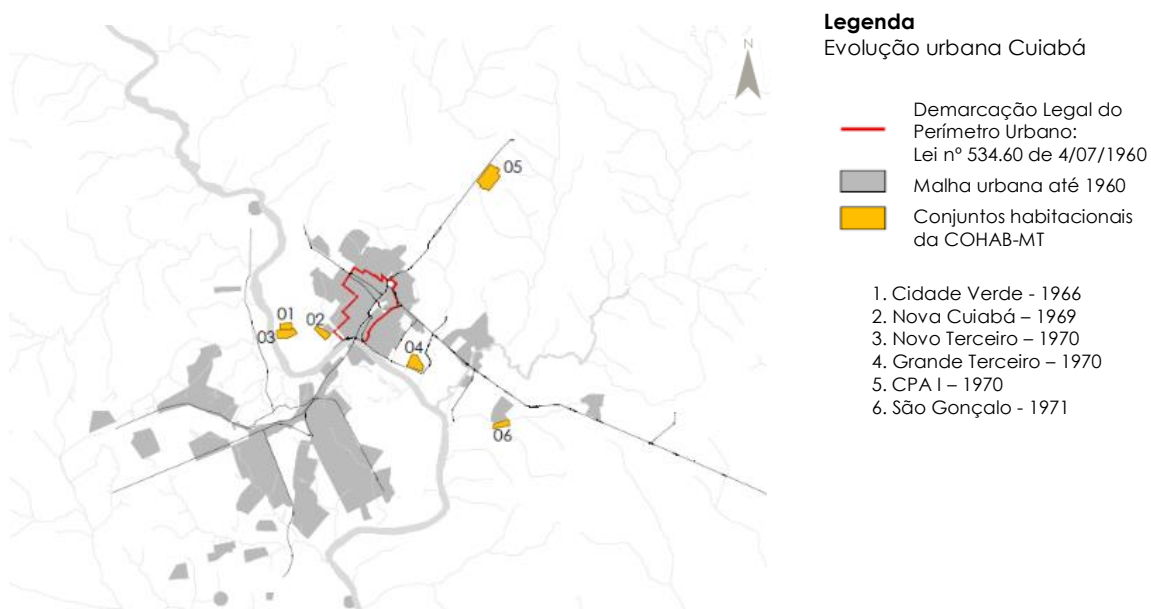 Legenda
Evolução urbana Cuiabá
N
Demarcação Legal do
Perímetro Urbano:
Lei nº 534.60 de 4/07/1960
Malha urbana até 1960
Conjuntos habitacionais
da COHAB-MT
1. Cidade Verde - 1966
2. Nova Cuiabá – 1969
3. Novo Terceiro – 1970
4. Grande Terceiro – 1970
5. CPA I – 1970
6. São Gonçalo - 1971
05
01
02
03
04
06